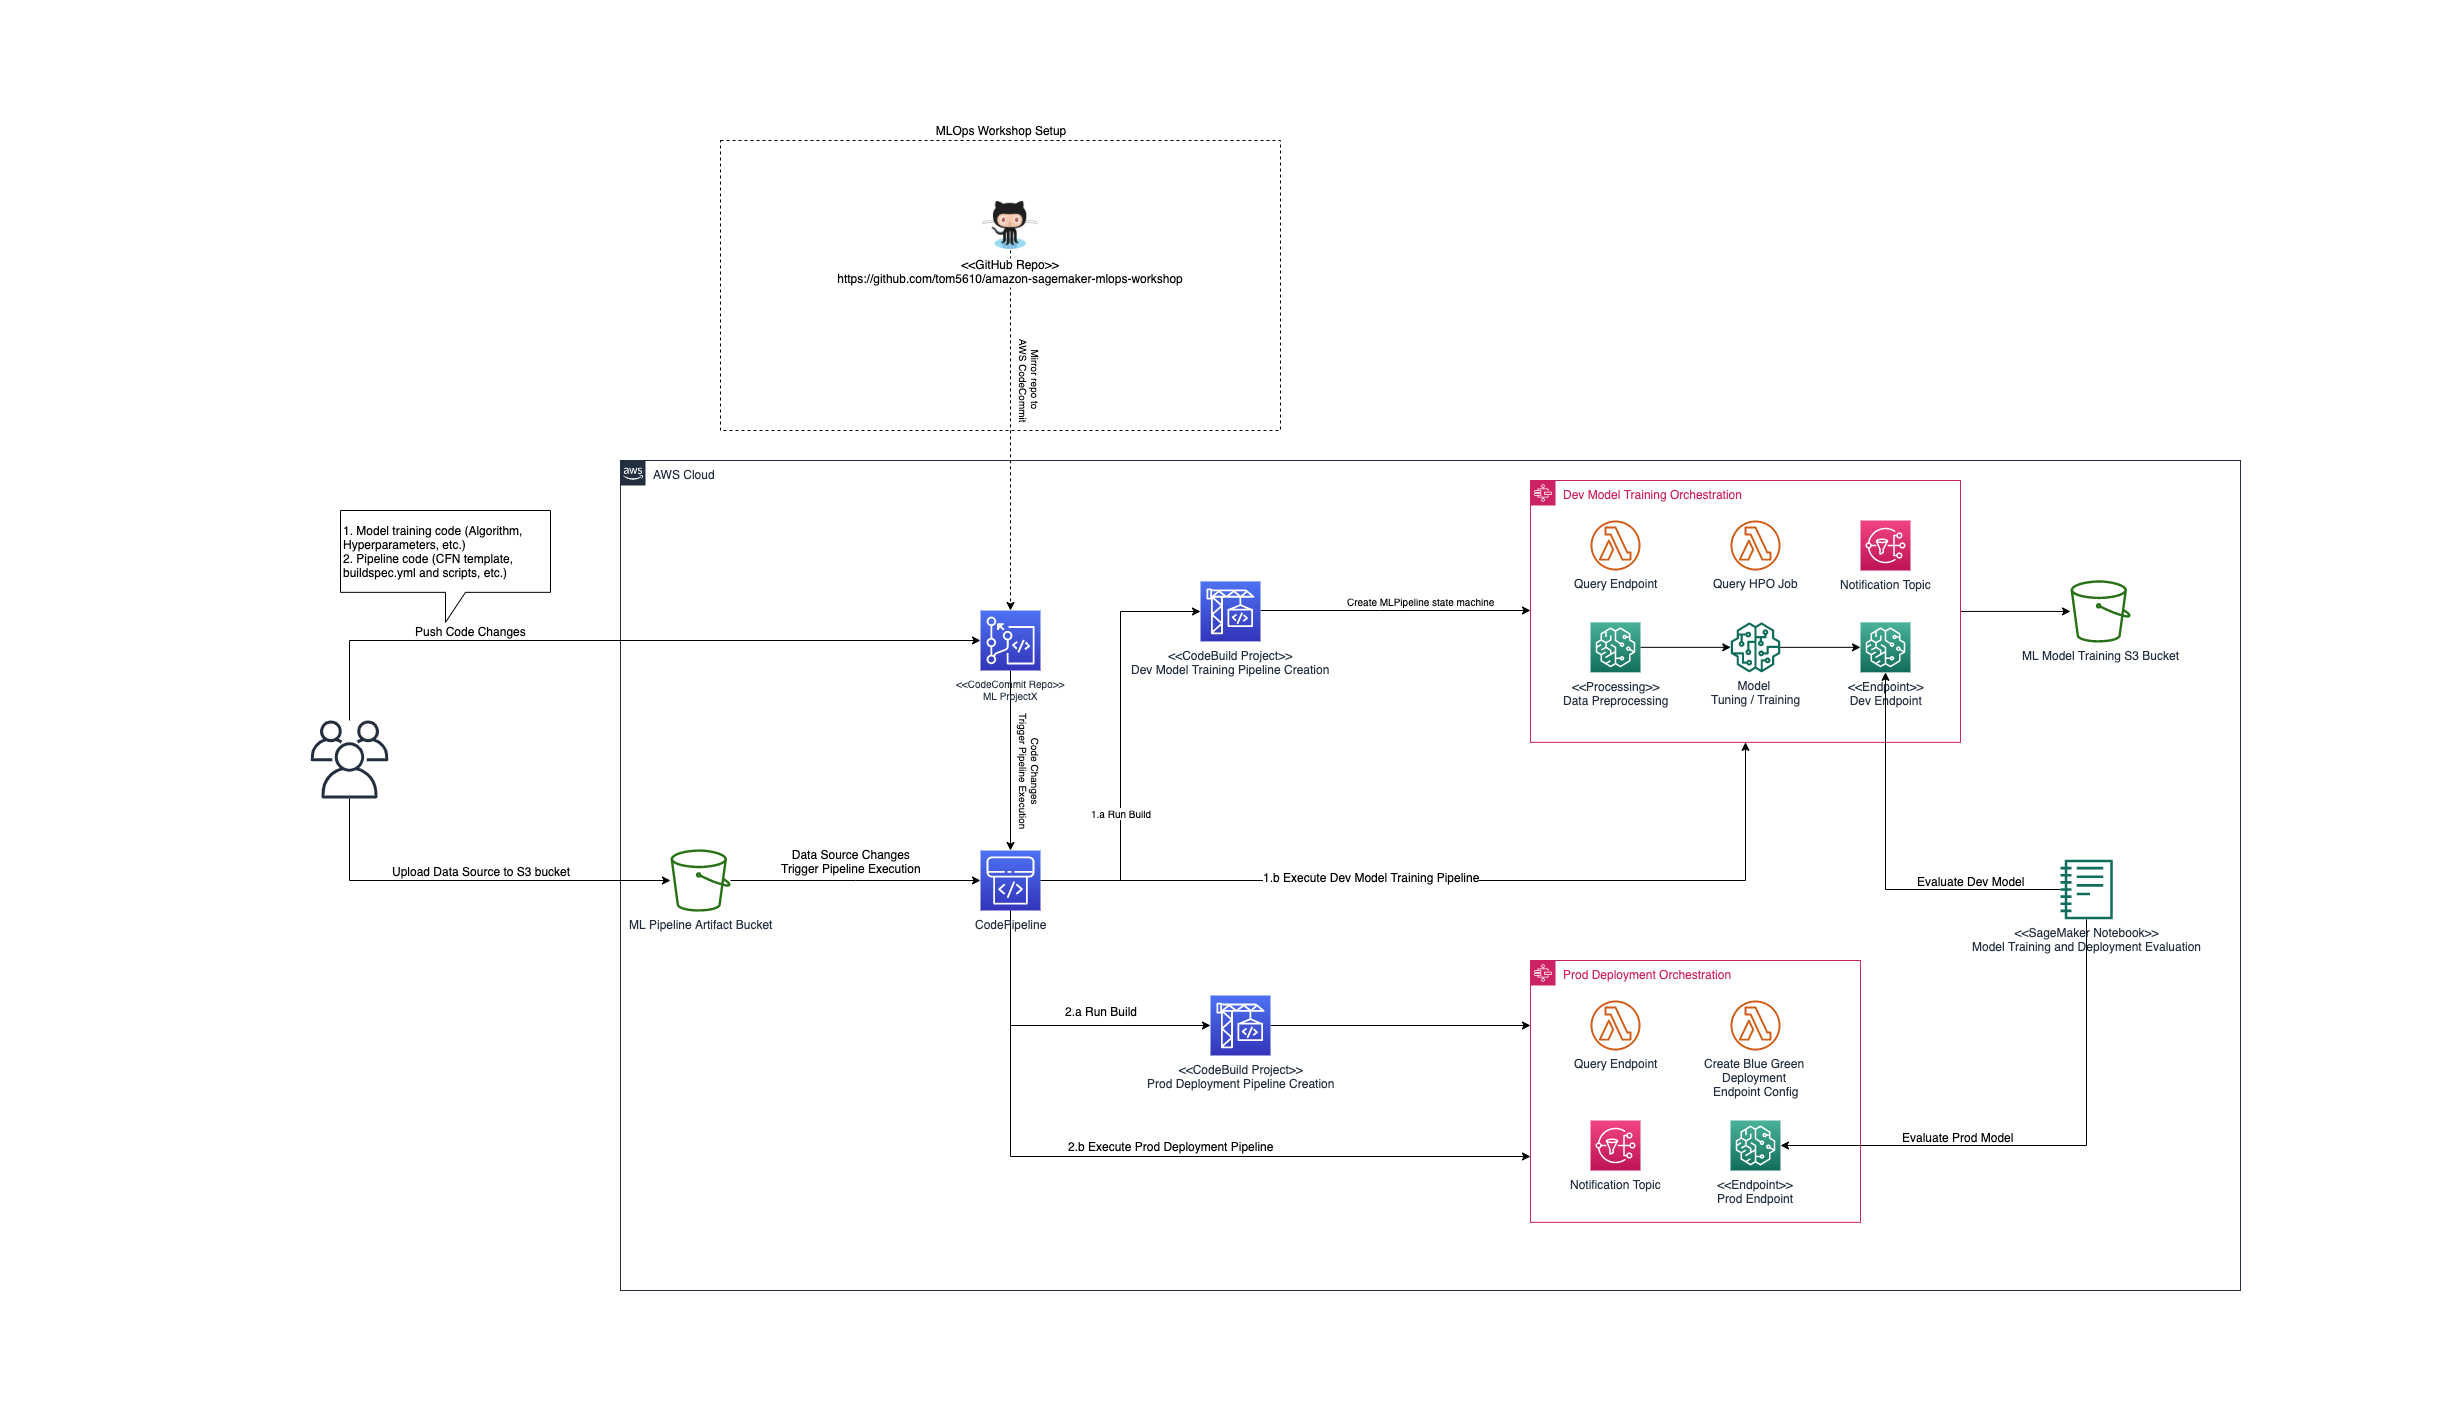 MLOps Workshop Setup
<<GitHub Repo>>
https://github.com/tom5610/amazon-sagemaker-mlops-workshop
Mirror repo to
AWS CodeCommit
aws
AWS Cloud
1. Model training code (Algorithm,
Hyperparameters, etc.)
2. Pipeline code (CFN template,
buildspec.yml and scripts, etc.)
Push Code Changes
<<CodeCommit Repo>>
ML ProjectX
Code Changes
Trigger Pipeline Execution
Upload Data Source to S3 bucket
ML Pipeline Artifact Bucket
Data Source Changes
Trigger Pipeline Execution
CodePipeline
1.a Run Build
<<CodeBuild Project>>
Dev Model Training Pipeline Creation
Create MLPipeline state machine
1.b Execute Dev Model Training Pipeline
Dev Model Training Orchestration
Query Endpoint
Query HPO Job
Notification Topic
<<Processing>>
Data Preprocessing
Model
Tuning / Training
<<Endpoint>>
Dev Endpoint
ML Model Training S3 Bucket
Evaluate Dev Model
<<SageMaker Notebook>>
Model Training and Deployment Evaluation
2.a Run Build
<<CodeBuild Project>>
Prod Deployment Pipeline Creation
2.b Execute Prod Deployment Pipeline
Prod Deployment Orchestration
Query Endpoint
Create Blue Green
Deployment
Endpoint Config
Notification Topic
<<Endpoint>>
Prod Endpoint
Evaluate Prod Model